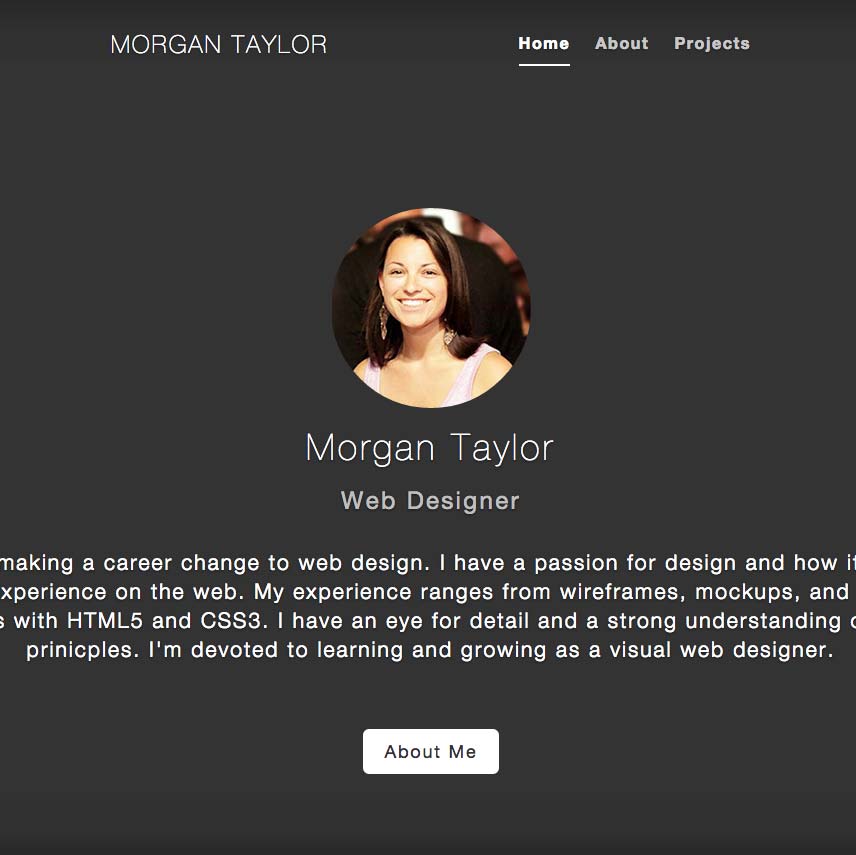 MORGAN TAYLOR
Home About Projects
Morgan Taylor
Web Designer
making a career change to web design. I have a passion for design and how it
xperience on the web. My experience ranges from wireframes, mockups, and
s with HTML5 and CSS3. I have an eye for detail and a strong understanding
prinicples. I'm devoted to learning and growing as a visual web designer.
About Me